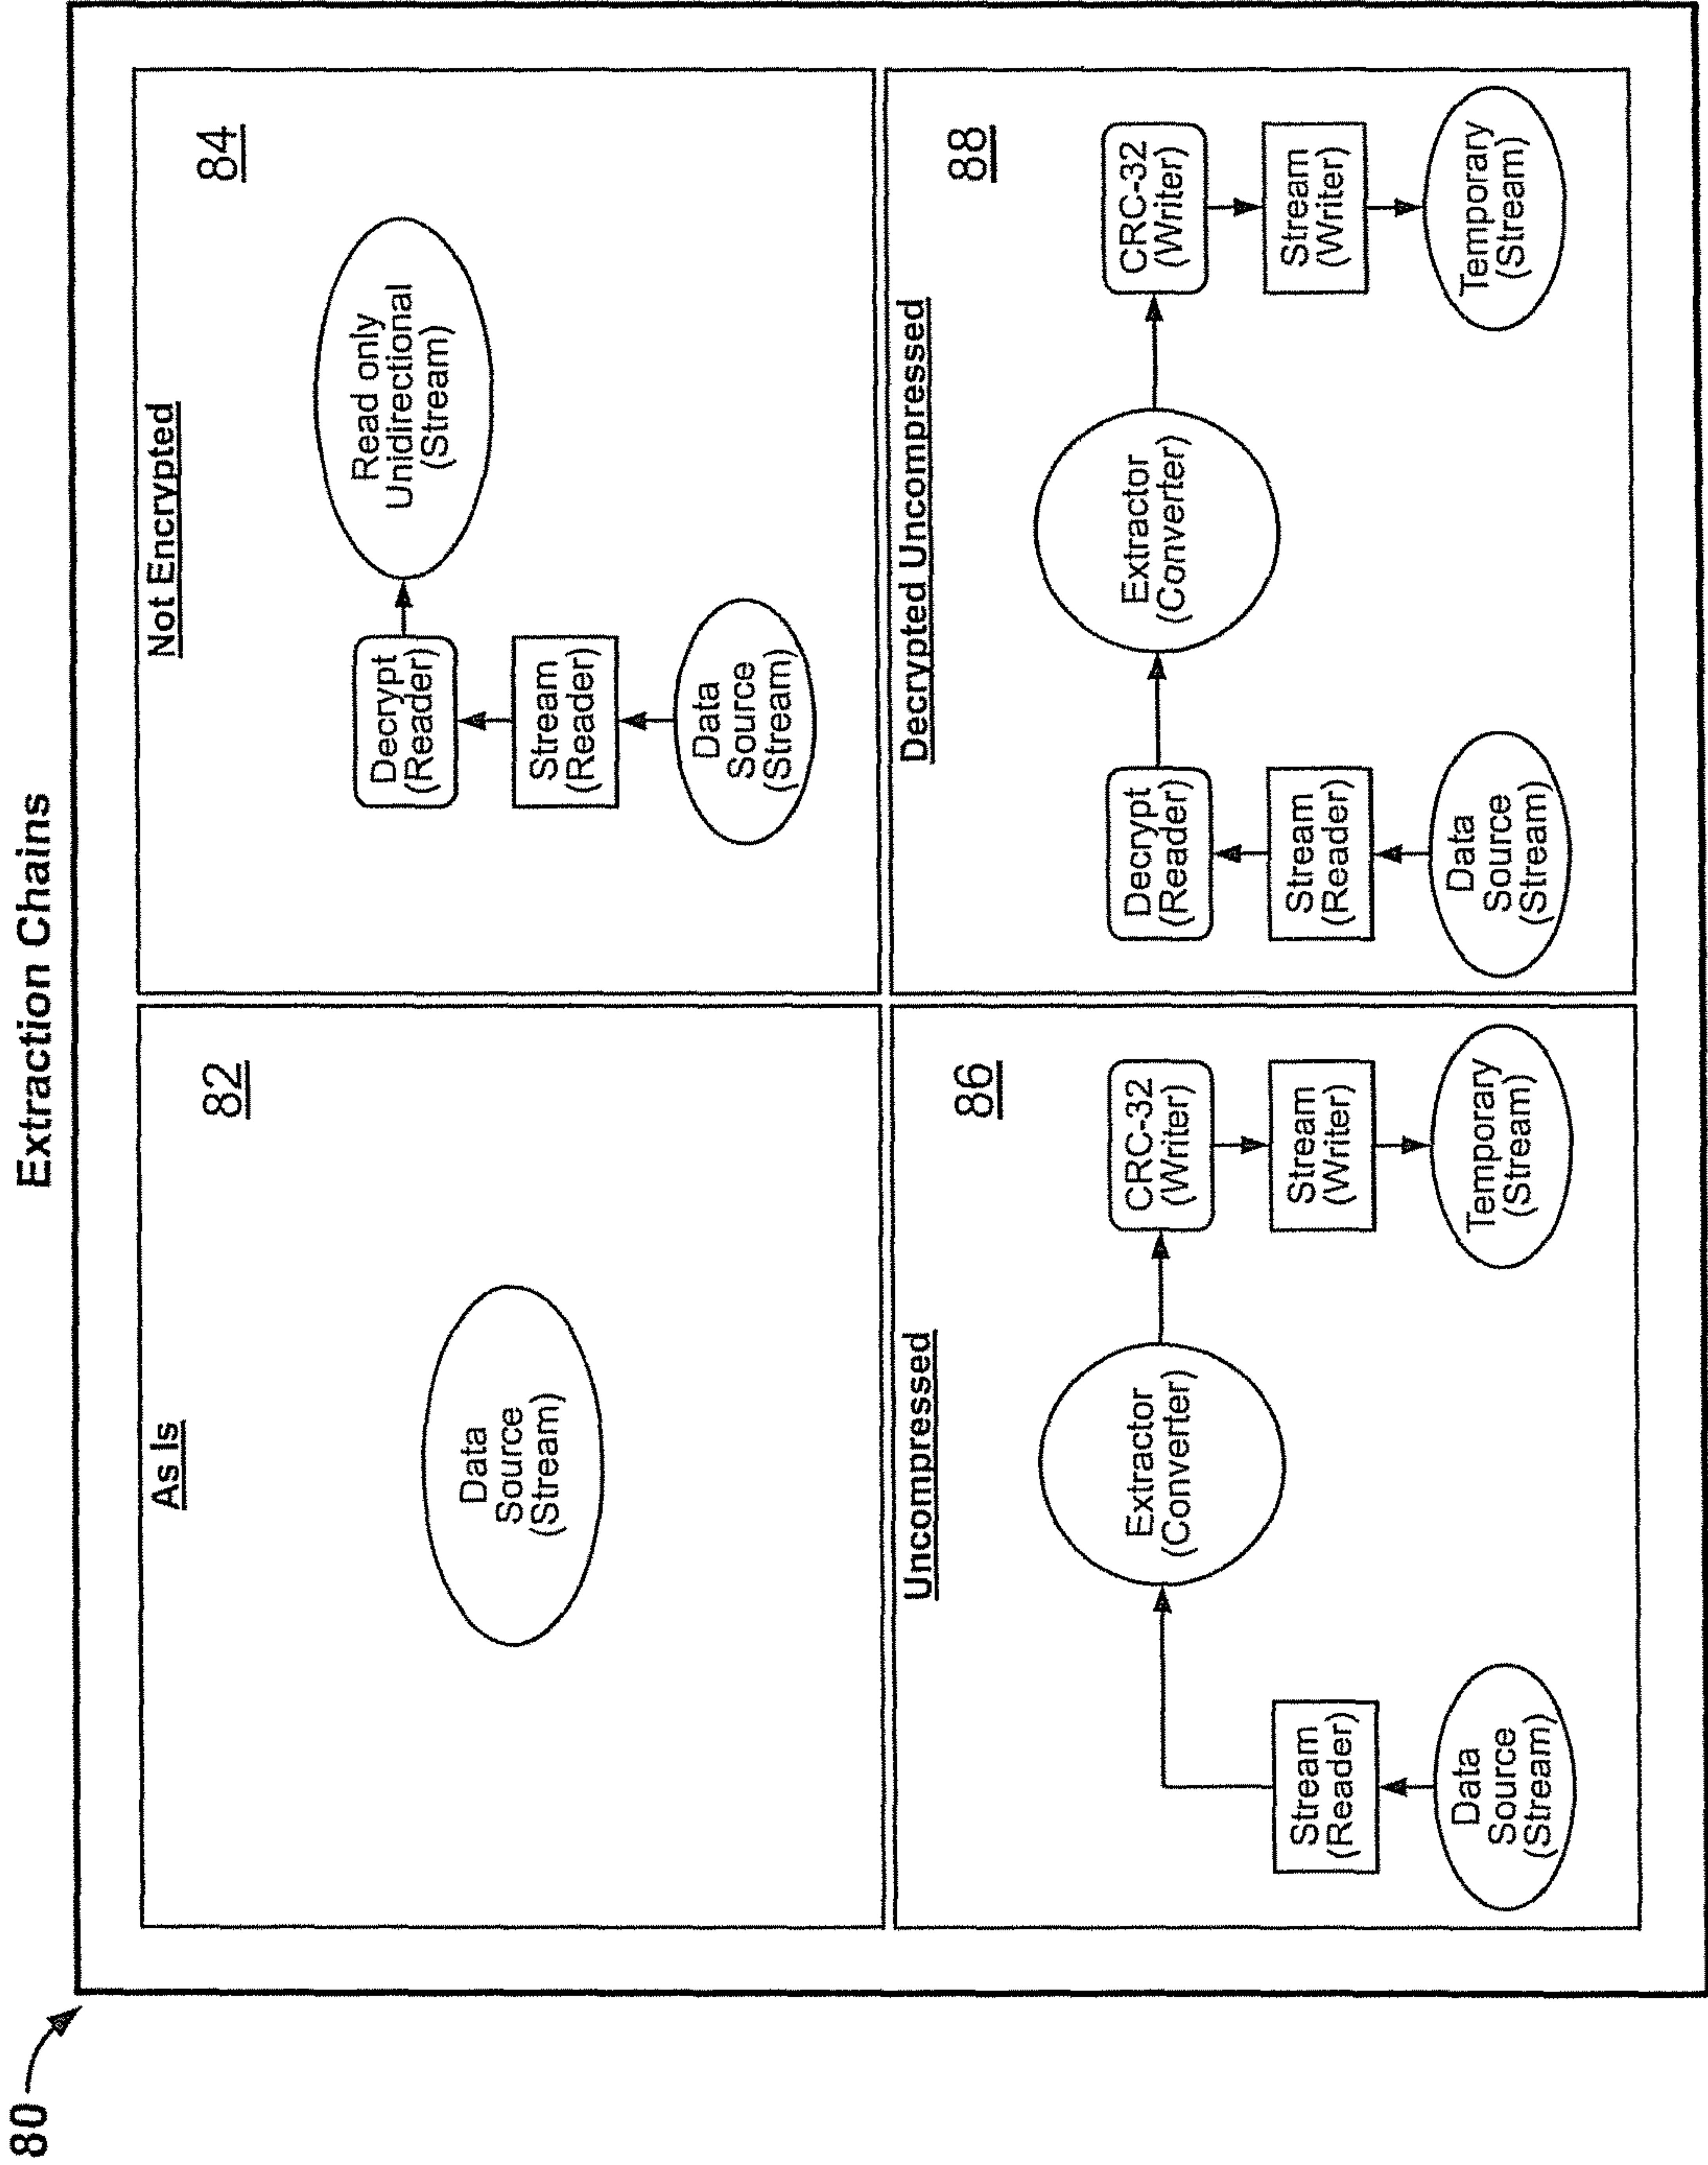 Extraction Chains
80
As Is
82
Data
Source
(Stream)
Not Encrypted
84
Decrypt
(Reader)
Stream
(Reader)
Data
Source
(Stream)
Read only
Unidirectional
(Stream)
Uncompressed
86
Stream
(Reader)
Data
Source
(Stream)
Extractor
(Converter)
CRC-32
(Writer)
Stream
(Writer)
Temporary
(Stream)
Decrypted Uncompressed
88
Decrypt
(Reader)
Stream
(Reader)
Data
Source
(Stream)
Extractor
(Converter)
CRC-32
(Writer)
Stream
(Writer)
Temporary
(Stream)